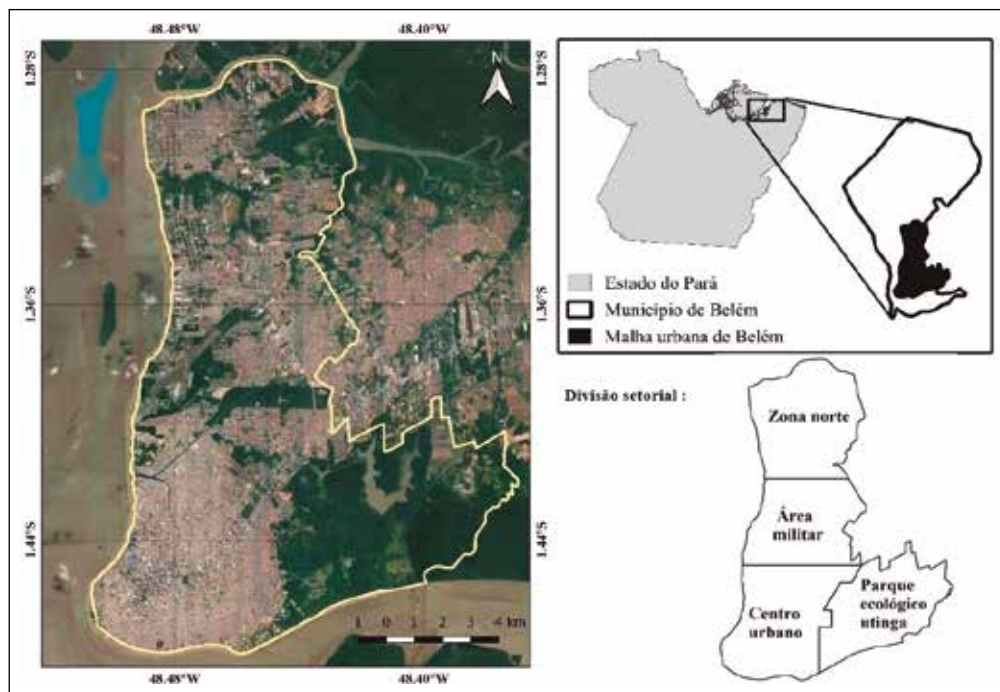 48.48°W
48.40°W
1.28°S
1.36°S
1.44°S
N
1.28°S
1.36°S
1.44°S
1 0 1 2 3 4 km
48.48°W
48.40°W
Estado do Pará
Município de Belém
Malha urbana de Belém
Divisão setorial :
Zona norte
Área
militar
Centro
urbano
Parque
ecológico
utinga